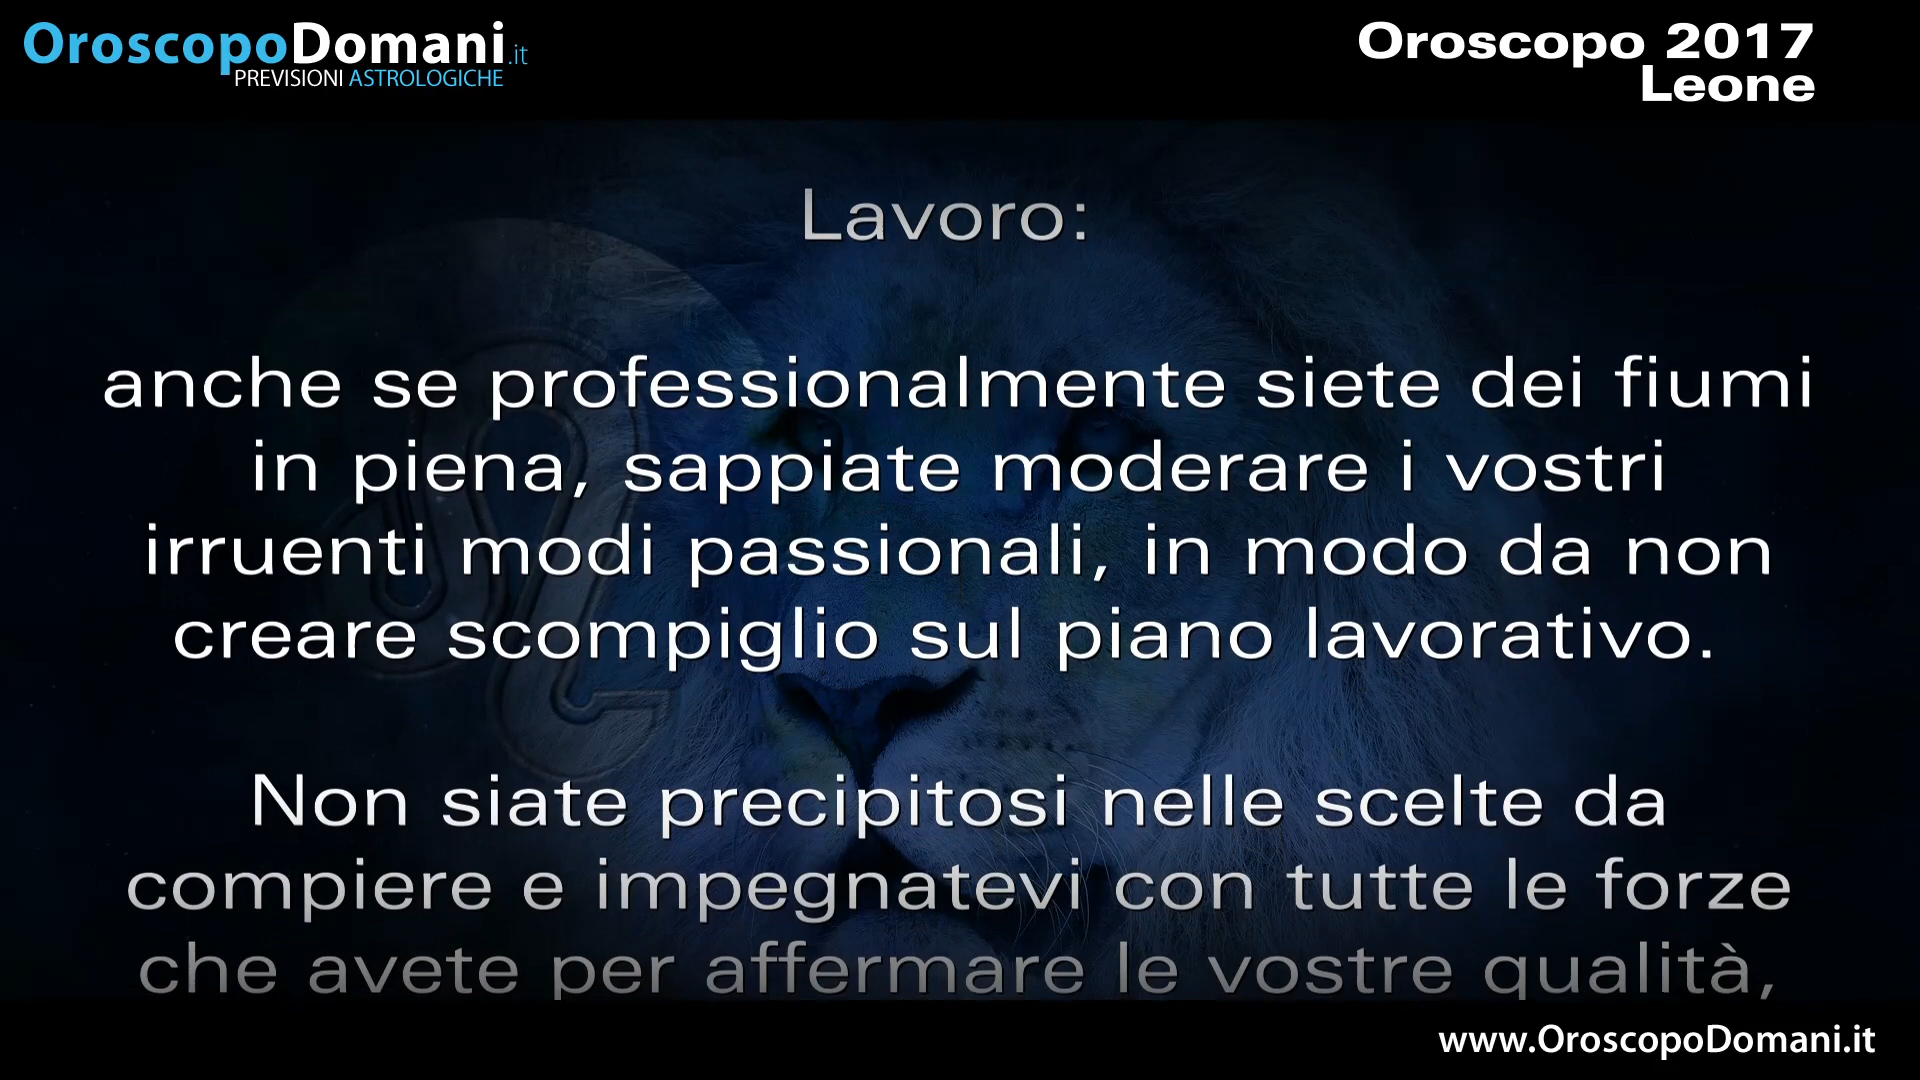 OroscopoDomani.it
PREVISIONI ASTROLOGICHE
Oroscopo 2017
Leone
Lavoro:
anche se professionalmente siete dei fiumi
in piena, sappiate moderare i vostri
irruenti modi passionali, in modo da non
creare scompiglio sul piano lavorativo.
Non siate precipitosi nelle scelte da
compiere e impegnatevi con tutte le forze
che avete per affermare le vostre qualità,
www.OroscopoDomani.it